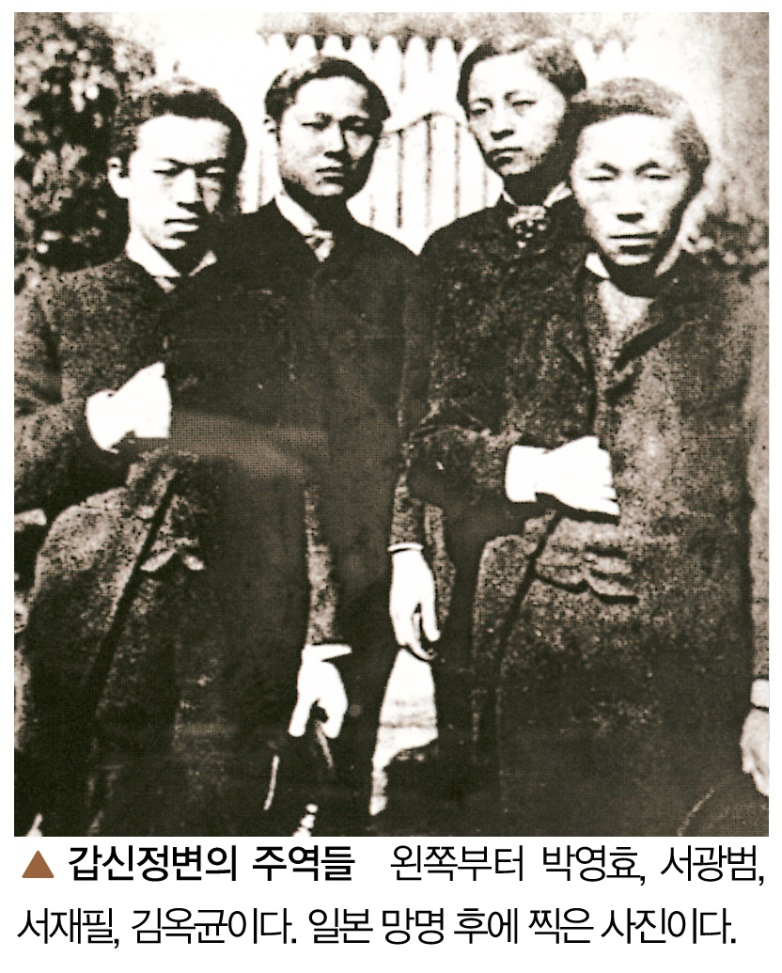 ▲ 갑신정변의 주역들 왼쪽부터 박영효, 서광범,
서재필, 김옥균이다. 일본 망명 후에 찍은 사진이다.